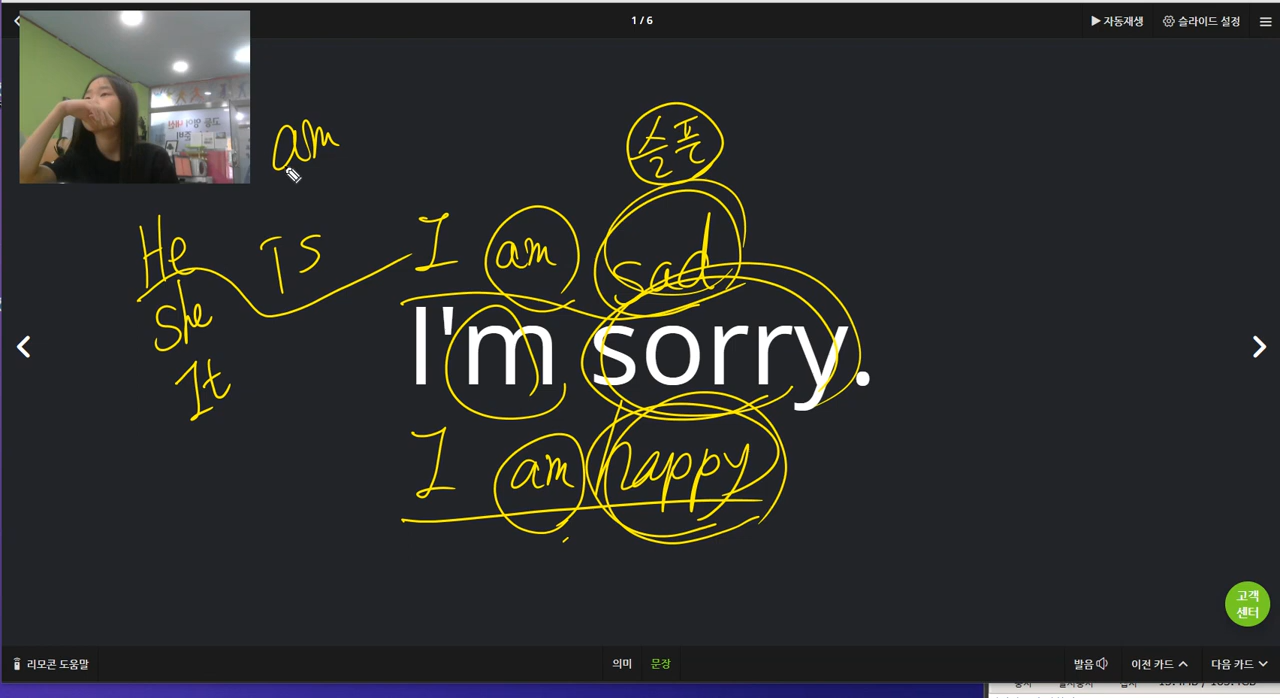 1 / 6
▶ 자동재생
슬라이드 설정
am
슬픔
He is
I am sad
She
I'm sorry.
It
I am happy
고객
센터
리모콘 도움말
의미
문장
발음
이전 카드
다음 카드